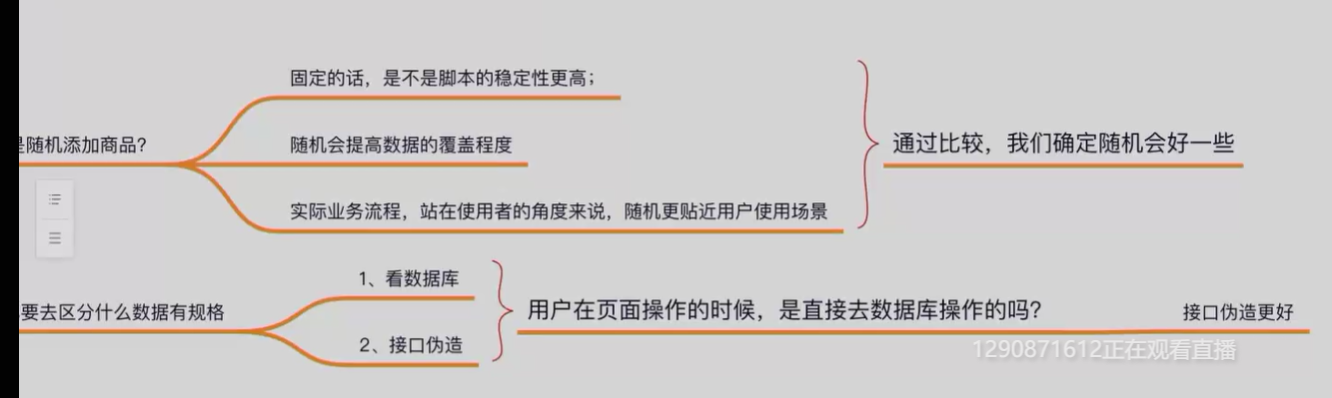 固定的话，是不是脚本的稳定性更高；
是随机添加商品？
随机会提高数据的覆盖程度
通过比较，我们确定随机会好一些
实际业务流程，站在使用者的角度来说，随机更贴近用户使用场景
1、看数据库
要去区分什么数据有规格
用户在页面操作的时候，是直接去数据库操作的吗？
接口伪造更好
2、接口伪造
1290871612正在观看直播